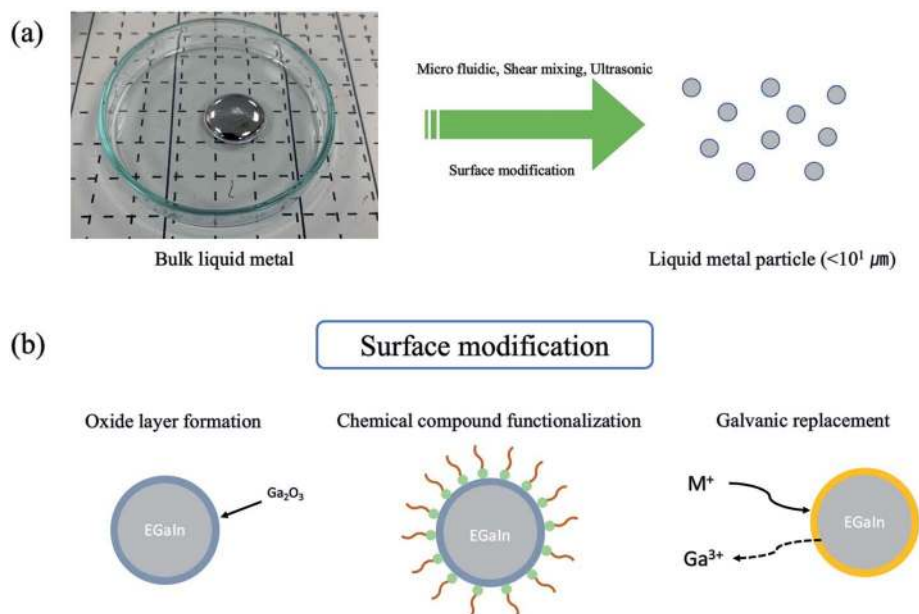 (a)
Micro fluidic, Shear mixing, Ultrasonic
Surface modification
Bulk liquid metal
Liquid metal particle (<10¹ μm)
(b)
Surface modification
Oxide layer formation
Chemical compound functionalization
Galvanic replacement
Ga₂O₃
EGaIn
EGaIn
M⁺
EGaIn
Ga³⁺